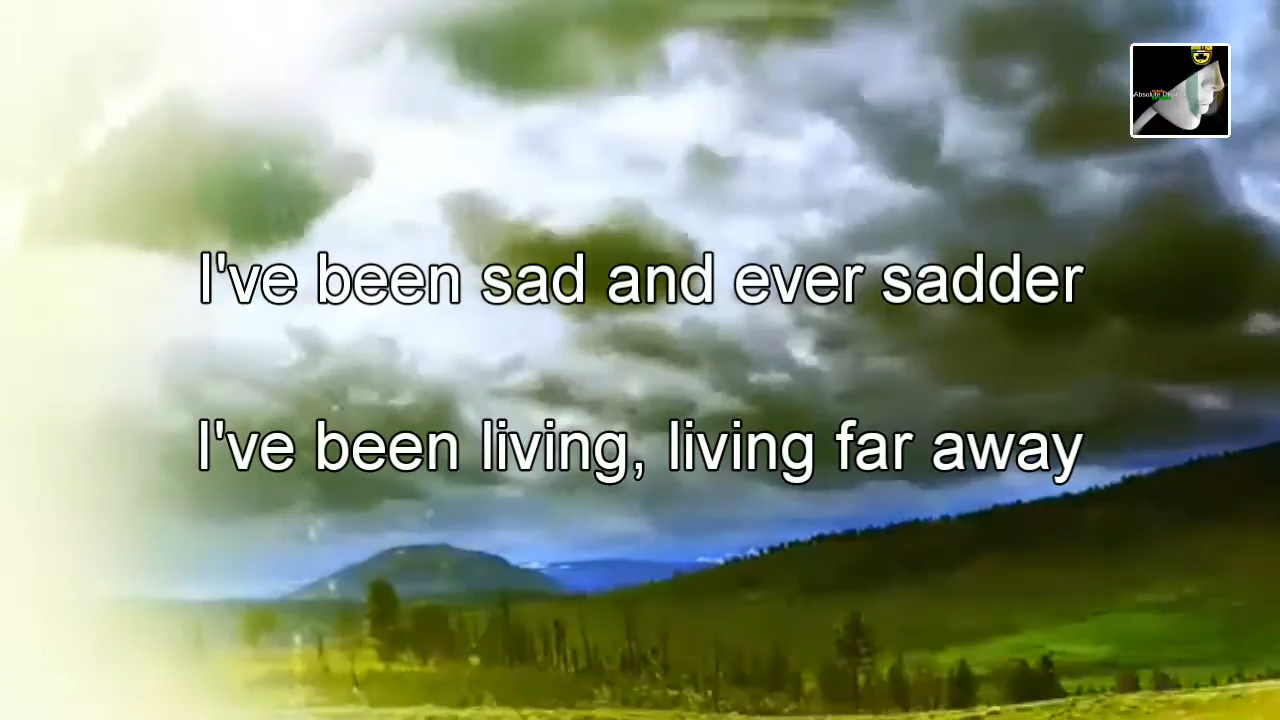 I've been sad and ever sadder
I've been living, living far away